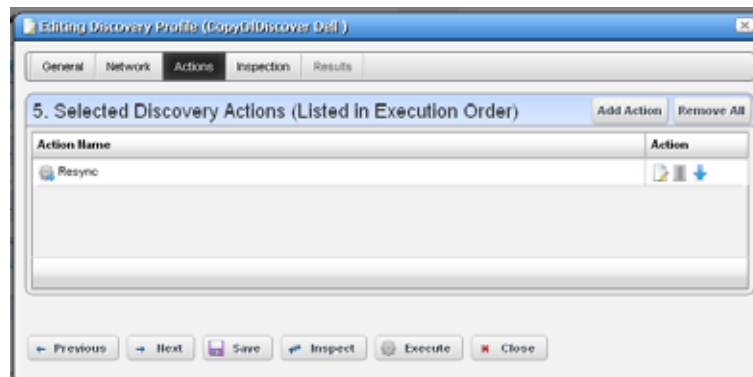 Editing Discovery Profile (CopyOfDiscover Dell )
General Network Actions Inspection Results
5. Selected Discovery Actions (Listed in Execution Order) Add Action Remove All
Action Name Action
Resync
Previous Next Save Inspect Execute Close